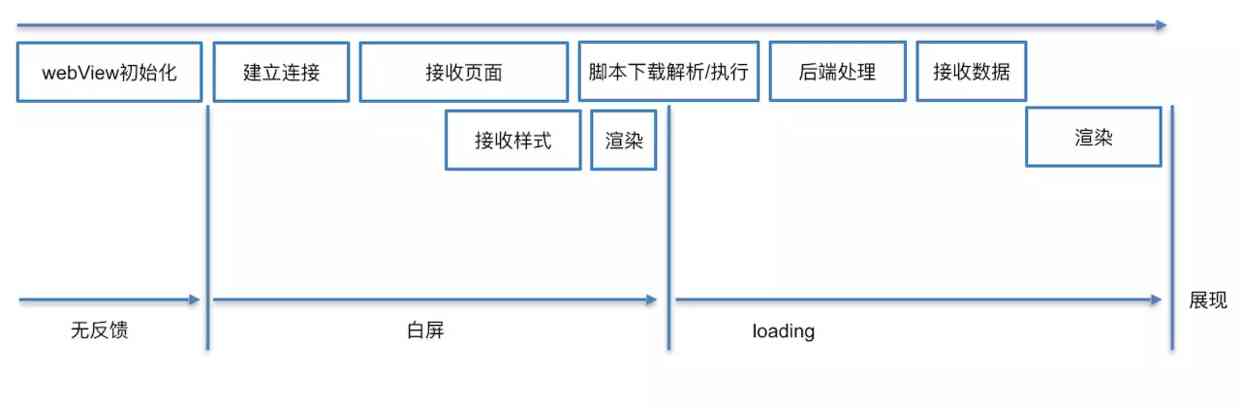 webView初始化
建立连接
接收页面
脚本下载解析/执行
后端处理
接收数据
接收样式
渲染
渲染
无反馈
白屏
loading
展现